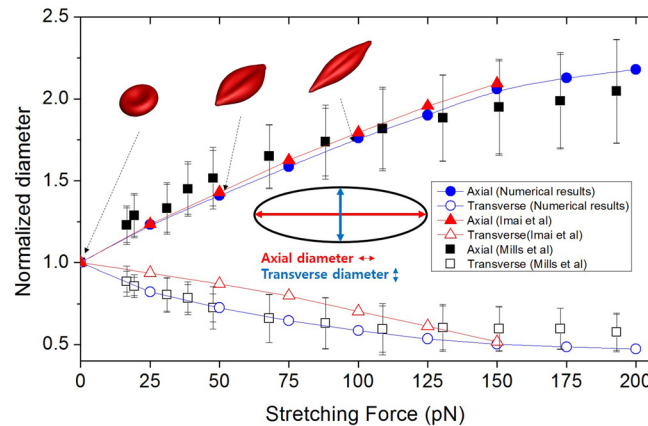 2.5
2.0
1.5
1.0
0.5
Normalized diameter
Axial diameter ↔
Transverse diameter ↕
Axial (Numerical results)
Transverse (Numerical results)
Axial (Imai et al)
Transverse(Imai et al)
Axial (Mills et al)
Transverse (Mills et al)
0 25 50 75 100 125 150 175 200
Stretching Force (pN)